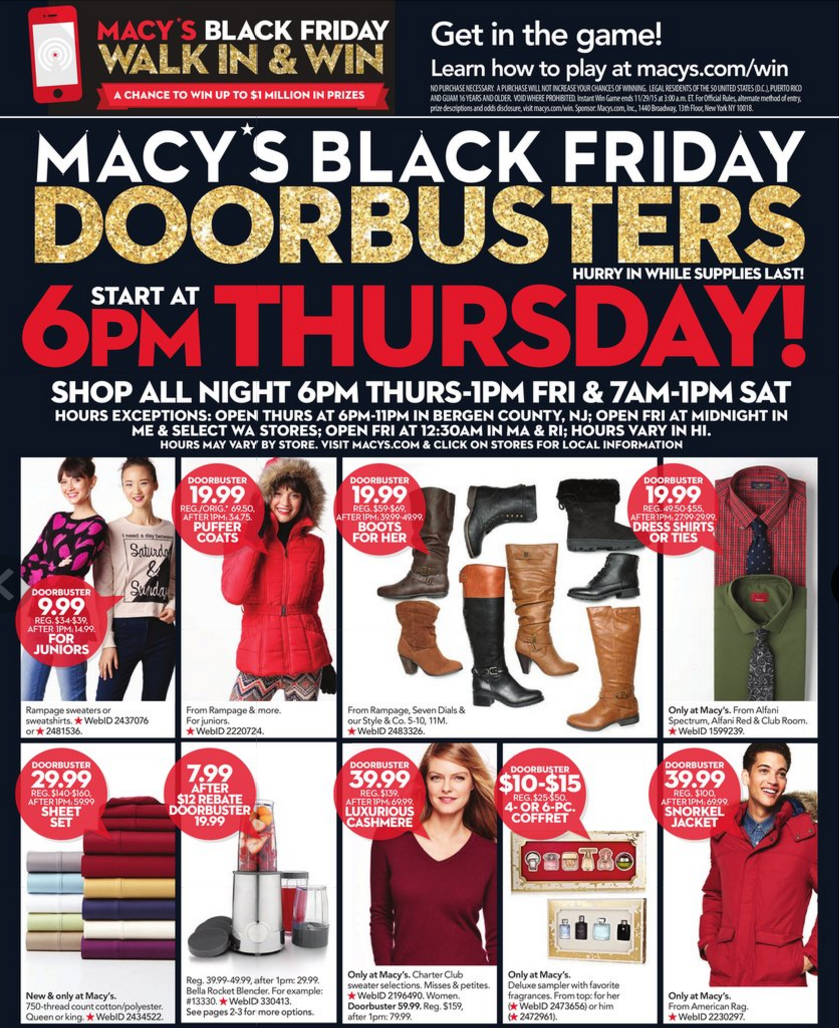 MACY'S BLACK FRIDAY
WALK IN & WIN
A CHANCE TO WIN UP TO $1 MILLION IN PRIZES
Get in the game!
Learn how to play at macys.com/win
NO PURCHASE NECESSARY. A PURCHASE WILL NOT INCREASE YOUR CHANCES OF WINNING. LEGAL RESIDENTS OF THE 50 UNITED STATES (D.C.), PUERTO RICO
AND GUAM 16 YEARS AND OLDER. VOID WHERE PROHIBITED. Instant Win Game ends 11/29/15 at 3:00 a.m. ET. For Official Rules, alternate method of entry,
prize descriptions and odds disclosure, visit macys.com/win. Sponsor: Macys.com, Inc., 1440 Broadway, 13th Floor, New York NY 10018.
MACY'S BLACK FRIDAY
DOORBUSTERS
HURRY IN WHILE SUPPLIES LAST!
START AT
6PM THURSDAY!
SHOP ALL NIGHT 6PM THURS-1PM FRI & 7AM-1PM SAT
HOURS EXCEPTIONS: OPEN THURS AT 6PM-11PM IN BERGEN COUNTY, NJ; OPEN FRI AT MIDNIGHT IN
ME & SELECT WA STORES; OPEN FRI AT 12:30AM IN MA & RI; HOURS VARY IN HI.
HOURS MAY VARY BY STORE. VISIT MACYS.COM & CLICK ON STORES FOR LOCAL INFORMATION
I need a day between
Saturday
&
Sunday
DOORBUSTER
9.99
REG. $34-$39,
AFTER 1PM: 14.99.
FOR
JUNIORS
Rampage sweaters or
sweatshirts. ★ WebID 2437076
or ★ 2481536.
DOORBUSTER
19.99
REG./ORIG.* 69.50,
AFTER 1PM: 34.75.
PUFFER
COATS
From Rampage & more.
For juniors.
★ WebID 2220724.
DOORBUSTER
19.99
REG. $59-$69,
AFTER 1PM: 39.99-49.99.
BOOTS
FOR HER
From Rampage, Seven Dials &
our Style & Co. 5-10, 11M.
★ WebID 2483326.
DOORBUSTER
19.99
REG. 49.50-$55,
AFTER 1PM: 27.99-29.99.
DRESS SHIRTS
OR TIES
Only at Macy's. From Alfani
Spectrum, Alfani Red & Club Room.
★ WebID 1599239.
DOORBUSTER
29.99
REG. $140-$160,
AFTER 1PM: 59.99
SHEET
SET
New & only at Macy's.
750-thread count cotton/polyester.
Queen or king. ★ WebID 2434522.
7.99
AFTER
$12 REBATE
DOORBUSTER
19.99
Reg. 39.99-49.99, after 1pm: 29.99.
Bella Rocket Blender. For example:
#13330. ★ WebID 330413.
See pages 2-3 for more options.
DOORBUSTER
39.99
REG. $139,
AFTER 1PM: 69.99.
LUXURIOUS
CASHMERE
Only at Macy's. Charter Club
sweater selections. Misses & petites.
★ WebID 2196490. Women.
Doorbuster 59.99. Reg. $159,
after 1pm: 79.99.
DOORBUSTER
$10-$15
REG. $25-$50.
4- OR 6-PC.
COFFRET
Only at Macy's.
Deluxe sampler with favorite
fragrances. From top: for her
(★ WebID 2473656) or him
(★ 2472961).
DOORBUSTER
39.99
REG. $100,
AFTER 1PM: 69.99.
SNORKEL
JACKET
Only at Macy's.
From American Rag.
★ WebID 2230297.